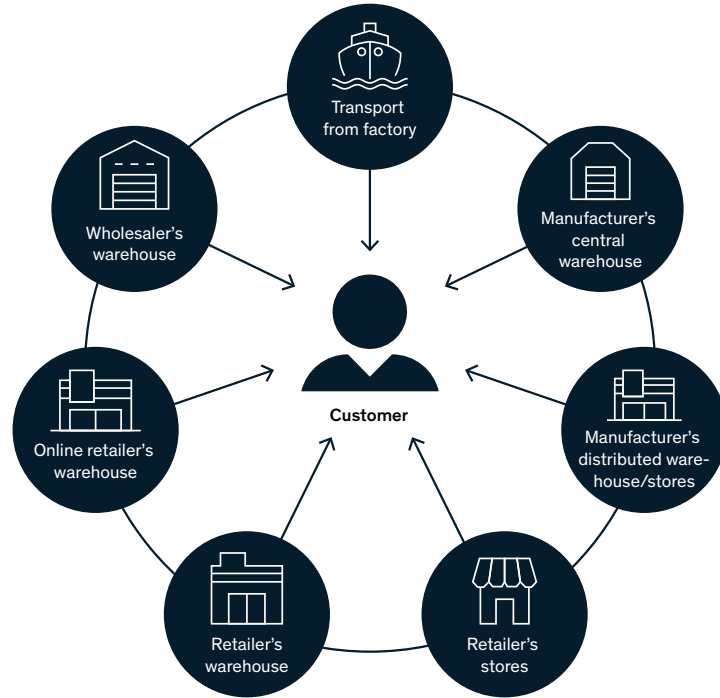 Transport
from factory
Wholesaler’s
warehouse
Manufacturer’s
central
warehouse
Customer
Online retailer’s
warehouse
Manufacturer’s
distributed ware-
house/stores
Retailer’s
warehouse
Retailer’s
stores